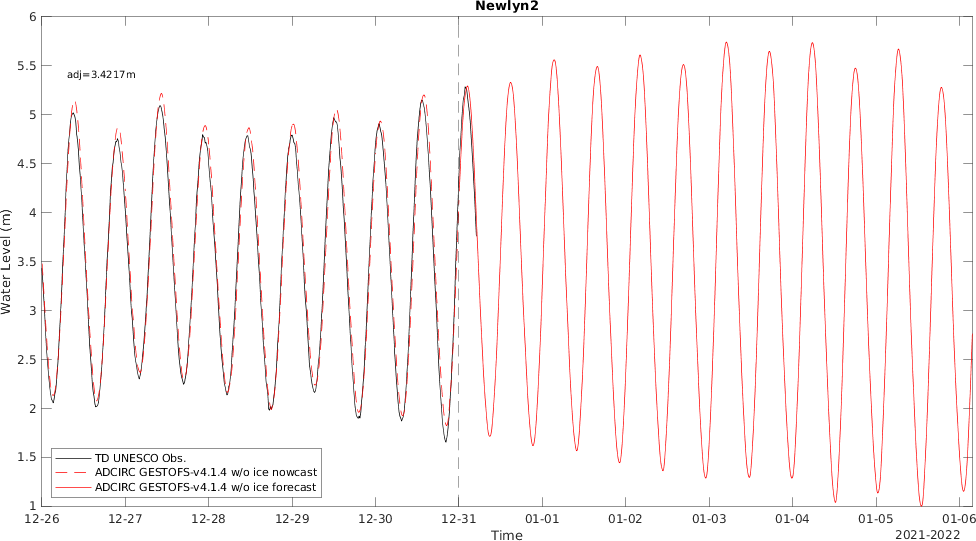 Newlyn2
6
5.5
5
4.5
4
3.5
3
2.5
2
1.5
1
Water Level (m)
adj=3.4217m
TD UNESCO Obs.
ADCIRC GESTOFS-v4.1.4 w/o ice nowcast
ADCIRC GESTOFS-v4.1.4 w/o ice forecast
12-26 12-27 12-28 12-29 12-30 12-31 01-01 01-02 01-03 01-04 01-05 01-06
Time
2021-2022